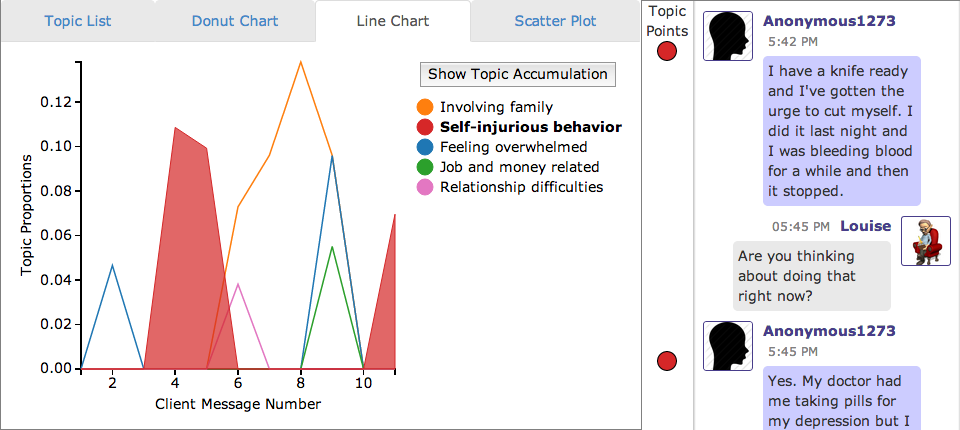 Topic List
Donut Chart
Line Chart
Scatter Plot
Show Topic Accumulation
Involving family
Self-injurious behavior
Feeling overwhelmed
Job and money related
Relationship difficulties
Topic Proportions
0.12
0.10
0.08
0.06
0.04
0.02
0.00
2 4 6 8 10
Client Message Number
Topic
Points
Anonymous1273
5:42 PM
I have a knife ready
and I've gotten the
urge to cut myself. I
did it last night and
I was bleeding blood
for a while and then
it stopped.
05:45 PM Louise
Are you thinking
about doing that
right now?
Anonymous1273
5:45 PM
Yes. My doctor had
me taking pills for
my depression but I